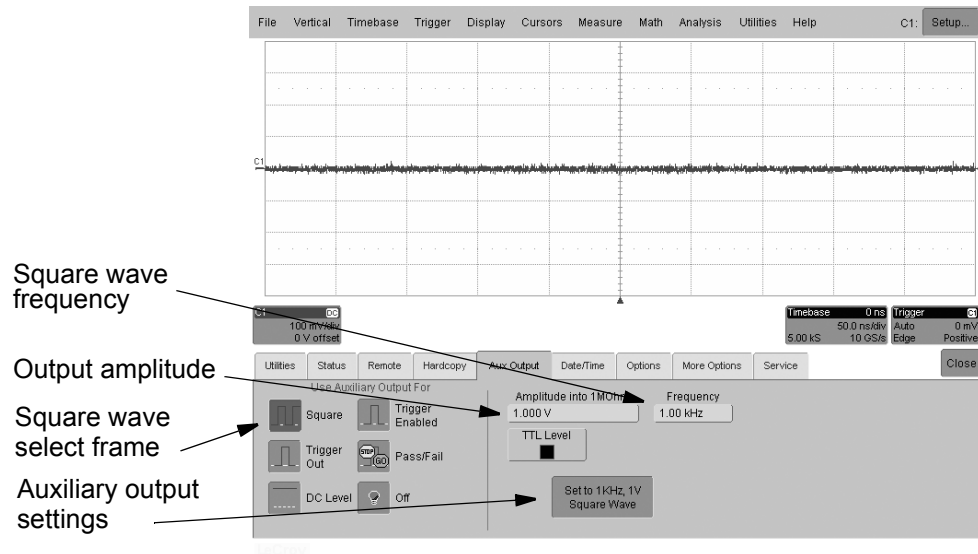 File Vertical Timebase Trigger Display Cursors Measure Math Analysis Utilities Help C1: Setup...
C1
Square wave
frequency
C1 DC
100 mV/div
0 V offset
Timebase 0 ns
50.0 ns/div
5.00 kS 10 GS/s
Trigger C1
Auto 0 mV
Edge Positive
Utilities Status Remote Hardcopy Aux Output Date/Time Options More Options Service Close
Output amplitude
Square wave
select frame
Auxiliary output
settings
Use Auxiliary Output For
Square
Trigger
Enabled
Trigger
Out
STOP
GO
Pass/Fail
DC Level
Off
Amplitude into 1MOhm
1.000 V
Frequency
1.00 kHz
TTL Level
Set to 1KHz, 1V
Square Wave